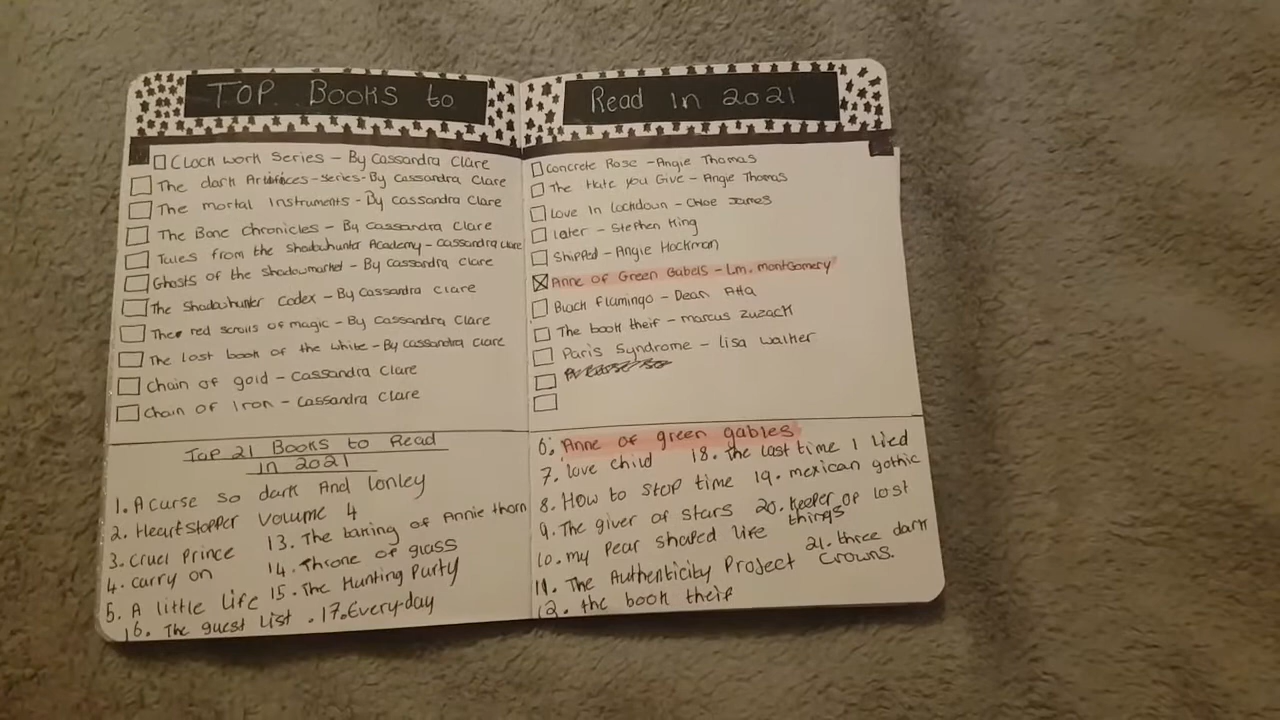 TOP BOOKS to
Clock work Series - By Cassandra Clare
The dark Artifices - series - By Cassandra Clare
The mortal Instruments - By Cassandra Clare
The Bane chronicles - By Cassandra Clare
Tales from the Shadowhunter Academy - Cassandra Clare
Ghosts of the Shadowmarket - By Cassandra Clare
The Shadowhunter Codex - By Cassandra Clare
The red scrolls of magic - By Cassandra Clare
The lost book of the white - By Cassandra Clare
Chain of gold - Cassandra Clare
Chain of Iron - Cassandra Clare
Top 21 Books to Read
in 2021
1. A curse so dark And lonley
2. Heartstopper volume 4
3. Cruel Prince
4. Carry on
5. A little life
16. The guest List .
13. The taking of Annie thorn
14. Throne of glass
15. The Hunting Party
17. Every-day
Read in 2021
Concrete Rose - Angie Thomas
The Hate you Give - Angie Thomas
Love In Lockdown - Chloe James
later - Stephen King
Shipped - Angie Hockman
Anne of Green Gabels - L.m. montgomery
Black flamingo - Dean Atta
The book theif - marcus zuzack
Paris Syndrome - lisa walker
6. Anne of green gables
7. love child
8. How to stop time
9. The giver of stars
10. my pear shaped life
11. The Authenticity Project
12. the book theif
18. The last time I lied
19. mexican gothic
20. keeper of lost
things
21. three dark
Crowns.